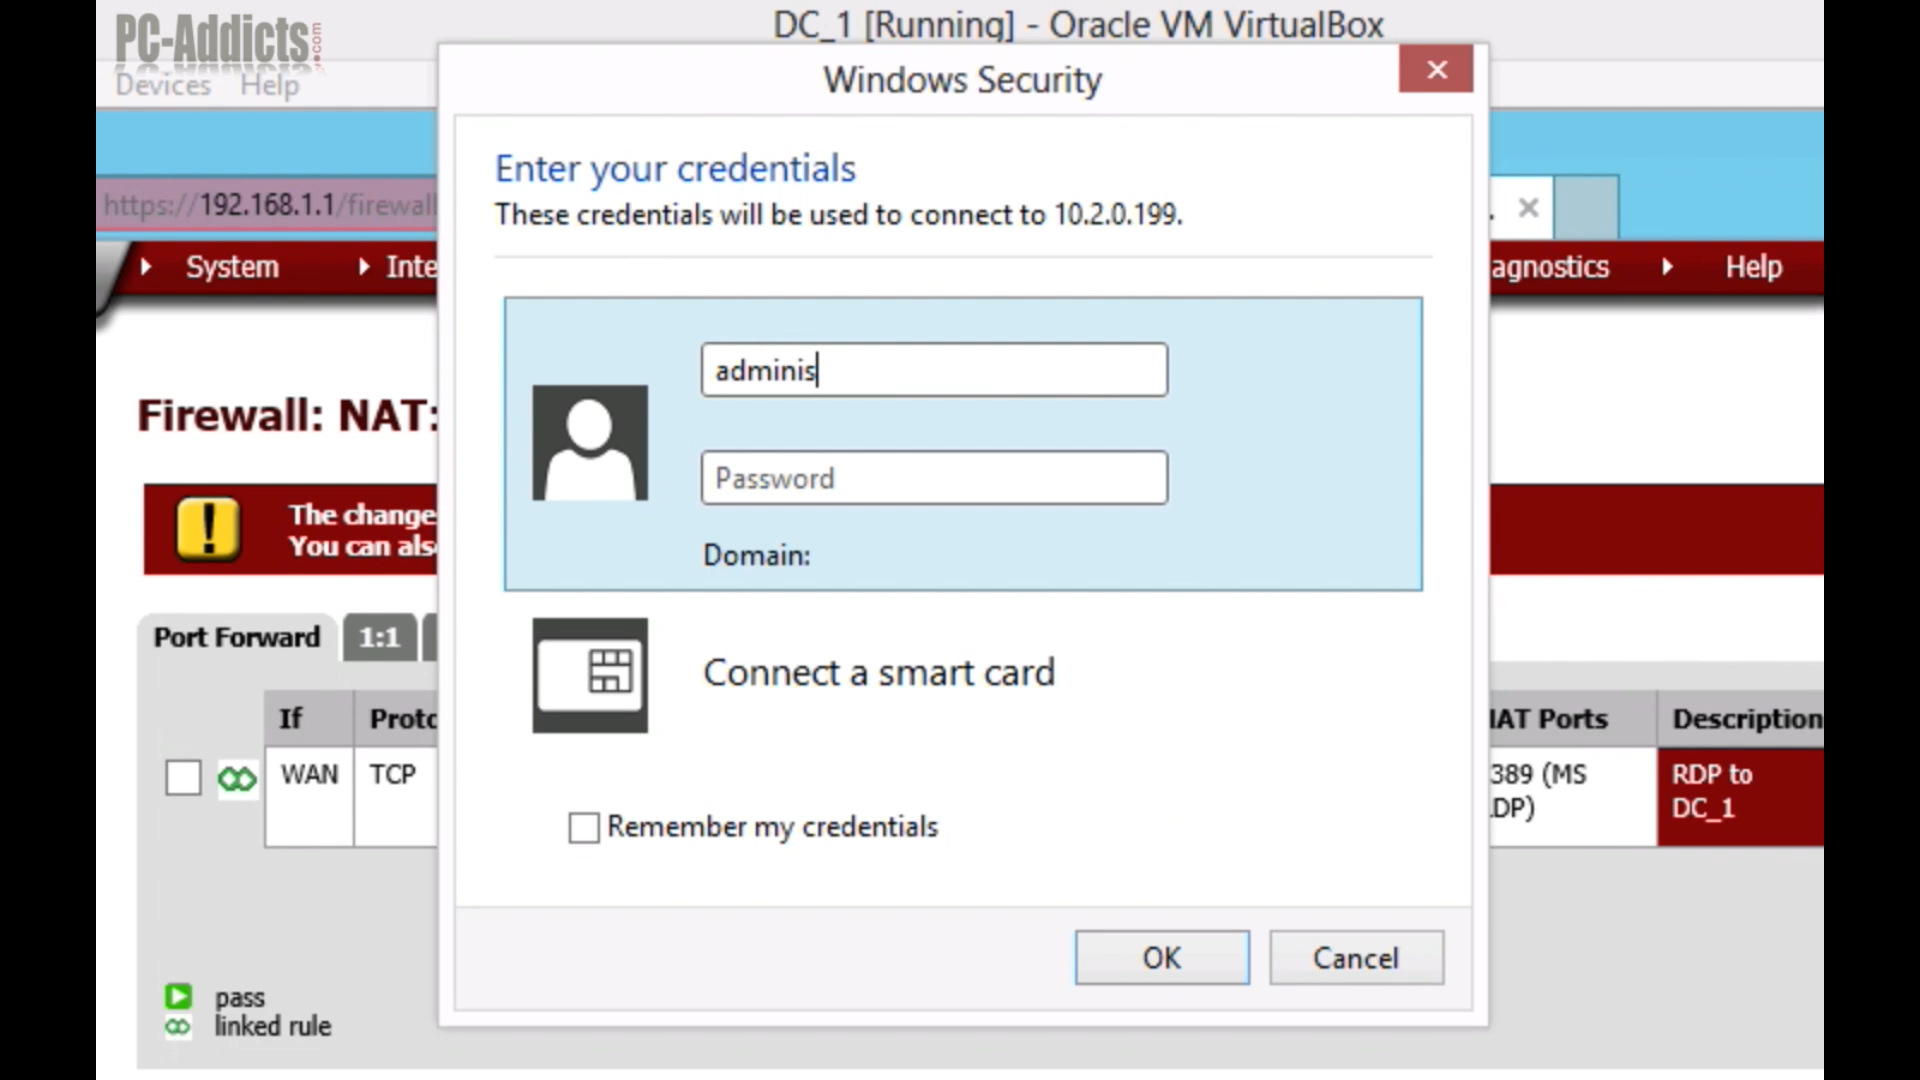 PC-Addicts.com
DC_1 [Running] - Oracle VM VirtualBox
Devices Help
Windows Security
Enter your credentials
These credentials will be used to connect to 10.2.0.199.
https://192.168.1.1/firewall
System
Inte
agnostics
Help
adminis
Firewall: NAT:
Password
The change
You can als
Domain:
Port Forward
1:1
Connect a smart card
If
Proto
NAT Ports
Description
WAN
TCP
389 (MS
DP)
RDP to
DC_1
Remember my credentials
OK
Cancel
pass
linked rule